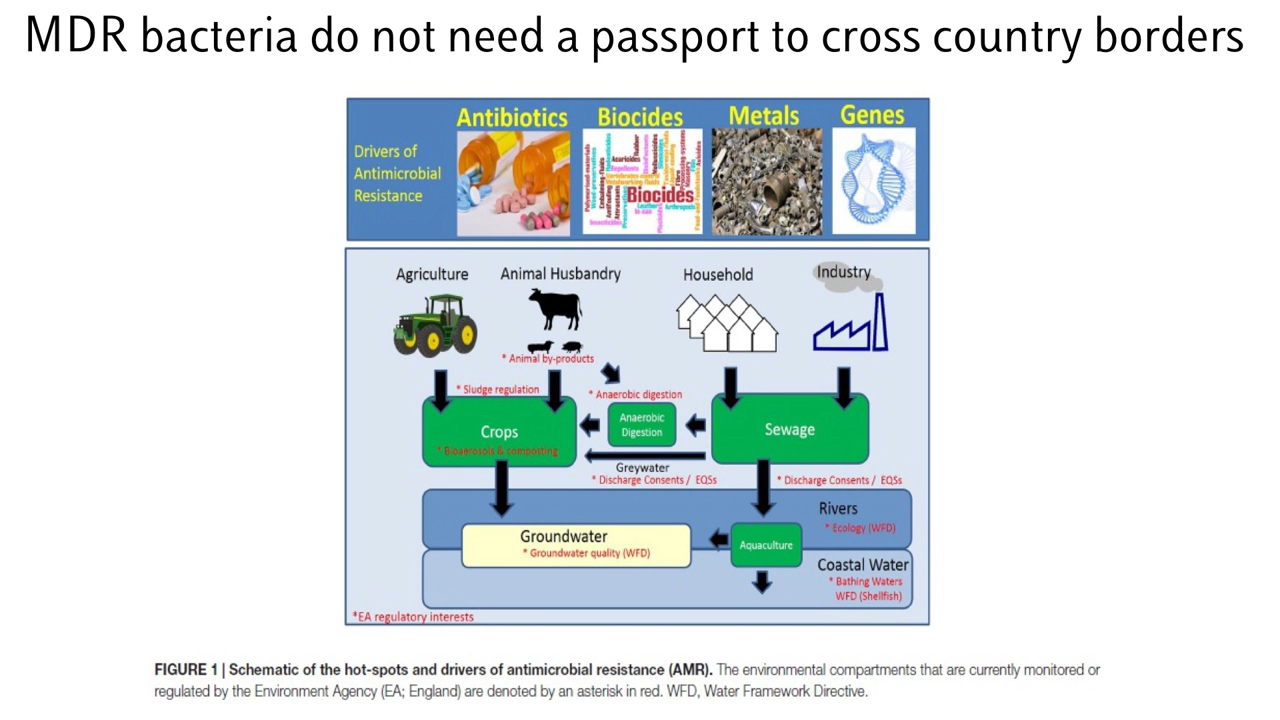 MDR bacteria do not need a passport to cross country borders
Antibiotics Biocides Metals Genes
Drivers of
Antimicrobial
Resistance
Biocides
Agriculture Animal Husbandry Household Industry
* Animal by-products
* Sludge regulation
* Anaerobic digestion
Anaerobic
Digestion
Crops
* Bioaerosols & composting
Sewage
Greywater
* Discharge Consents / EQSs
* Discharge Consents / EQSs
Rivers
* Ecology (WFD)
Groundwater
* Groundwater quality (WFD)
Aquaculture
Coastal Water
* Bathing Waters
WFD (Shellfish)
*EA regulatory interests
FIGURE 1 | Schematic of the hot-spots and drivers of antimicrobial resistance (AMR). The environmental compartments that are currently monitored or
regulated by the Environment Agency (EA; England) are denoted by an asterisk in red. WFD, Water Framework Directive.